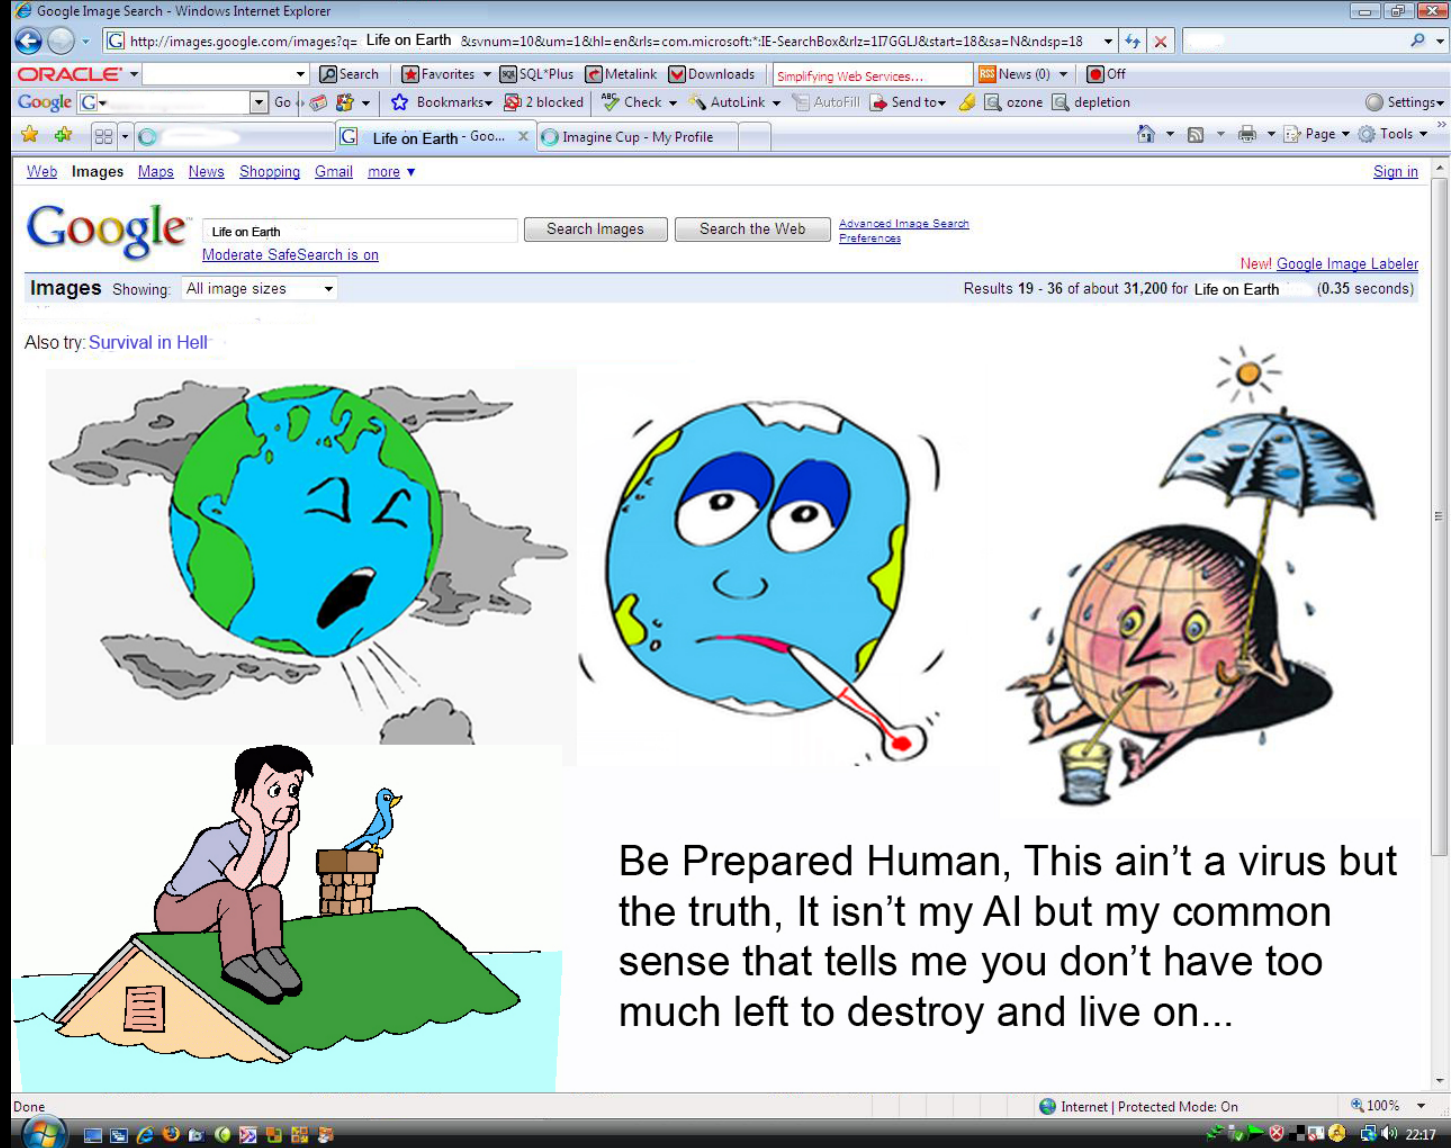 Google Image Search - Windows Internet Explorer
http://images.google.com/images?q= Life on Earth &svnum=10&um=1&hl=en&rls=com.microsoft:*:IE-SearchBox&rlz=1I7GGLJ&start=18&sa=N&ndsp=18
ORACLE Search Favorites SQL*Plus Metalink Downloads Simplifying Web Services... RSS News (0) Off
Google G Go Bookmarks 2 blocked ABC Check AutoLink AutoFill Send to ozone depletion Settings
G Life on Earth - Goo... X Imagine Cup - My Profile Page Tools
Web Images Maps News Shopping Gmail more Sign in
Google Life on Earth Search Images Search the Web Advanced Image Search
Preferences
Moderate SafeSearch is on
New! Google Image Labeler
Images Showing: All image sizes Results 19 - 36 of about 31,200 for Life on Earth (0.35 seconds)
Also try: Survival in Hell
Be Prepared Human, This ain't a virus but
the truth, It isn't my AI but my common
sense that tells me you don't have too
much left to destroy and live on...
Done Internet | Protected Mode: On 100%
22:17